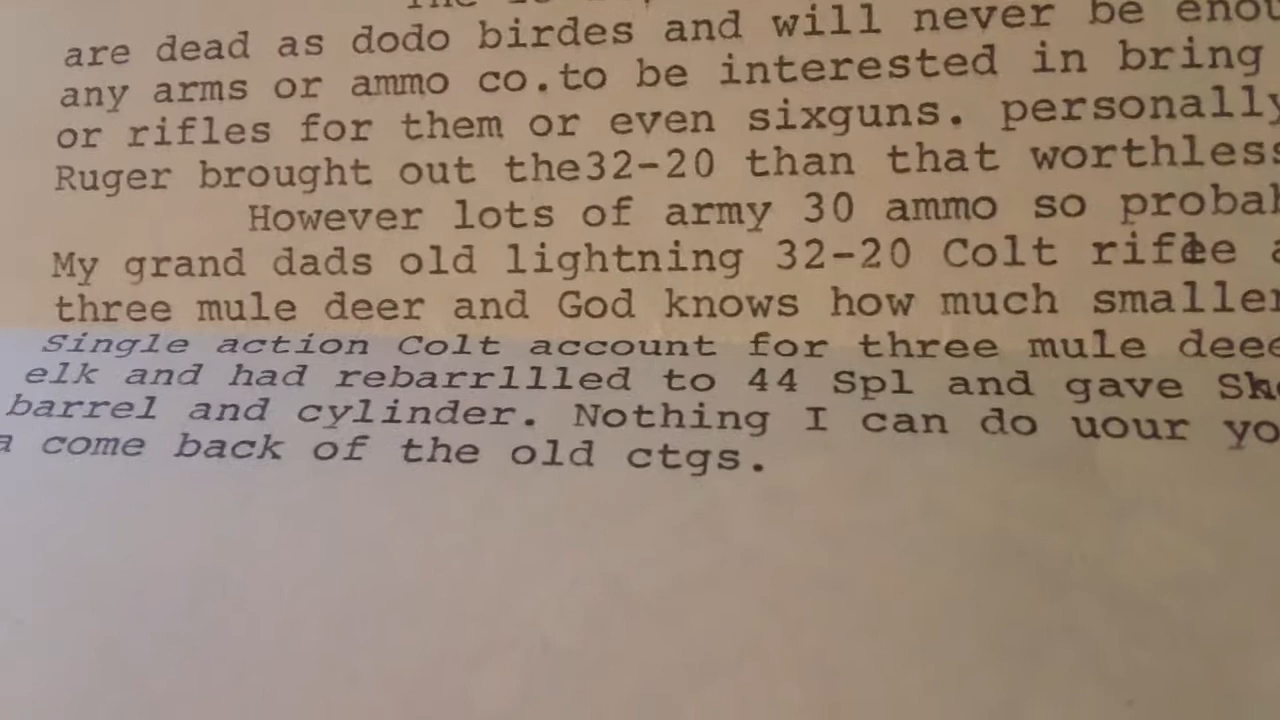 are dead as dodo birdes and will never be
any arms or ammo co.to be interested in bring
or rifles for them or even sixguns. personally
Ruger brought out the32-20 than that worthless
However lots of army 30 ammo so
My grand dads old lightning 32-20 Colt rifle
three mule deer and God knows how much smaller
Single action Colt account for three mule
elk and had rebarrllled to 44 Spl and gave
barrel and cylinder. Nothing I can do uour
a come back of the old ctgs.